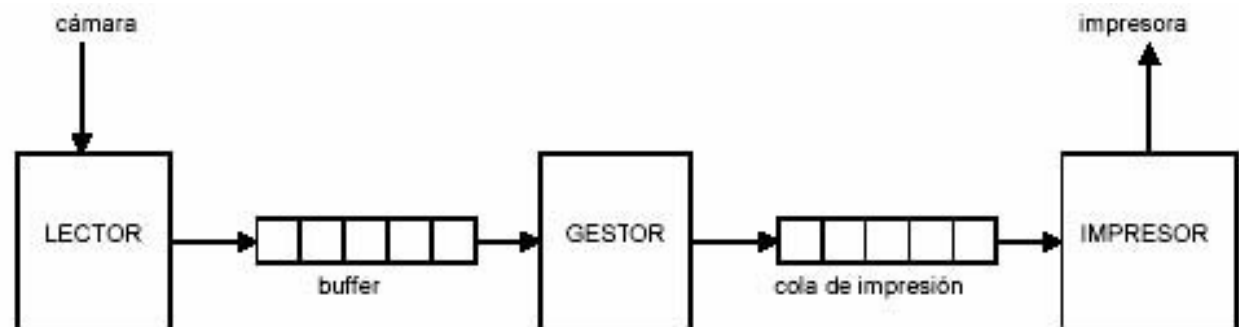 cámara
impresora
LECTOR
GESTOR
IMPRESOR
buffer
cola de impresión